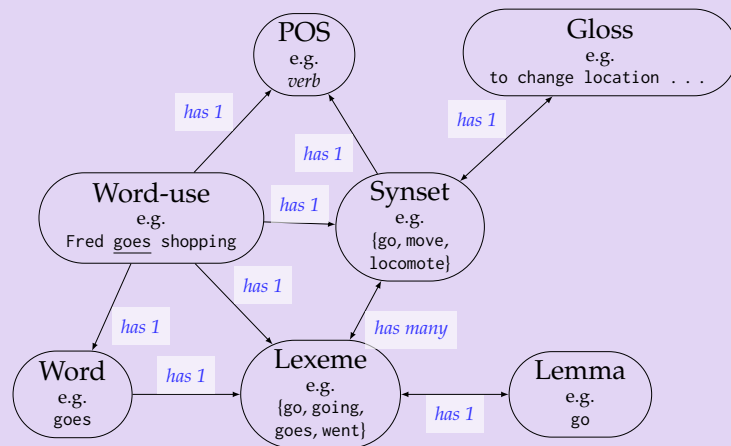 POS
e.g.
verb
Gloss
e.g.
to change location . . .
has 1
has 1
has 1
Word-use
e.g.
Fred goes shopping
has 1
Synset
e.g.
{go, move,
locomote}
has 1
has 1
has many
Word
e.g.
goes
has 1
Lexeme
e.g.
{go, going,
goes, went}
has 1
Lemma
e.g.
go